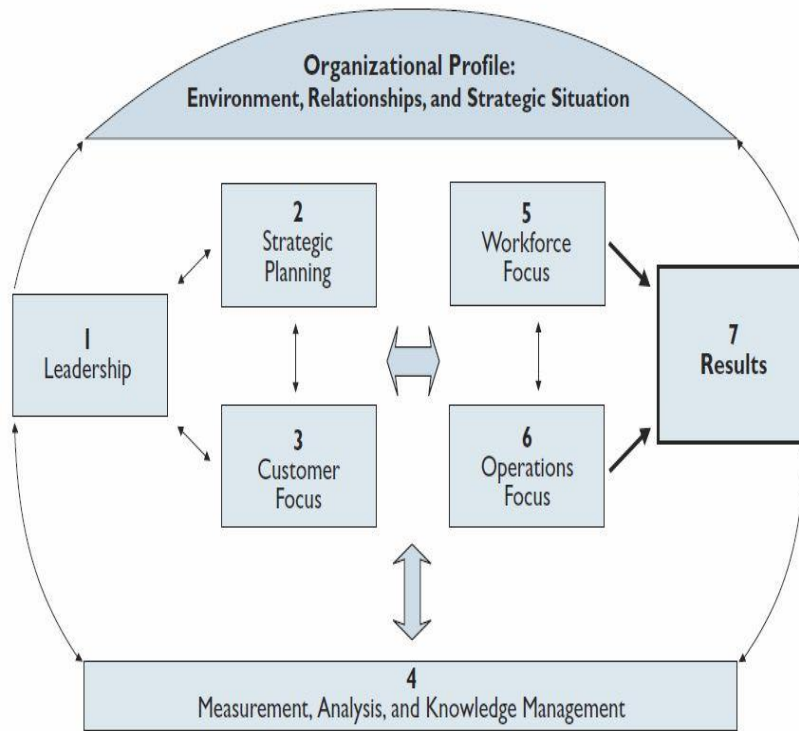 Organizational Profile:
Environment, Relationships, and Strategic Situation
1
Leadership
2
Strategic
Planning
3
Customer
Focus
5
Workforce
Focus
6
Operations
Focus
7
Results
4
Measurement, Analysis, and Knowledge Management